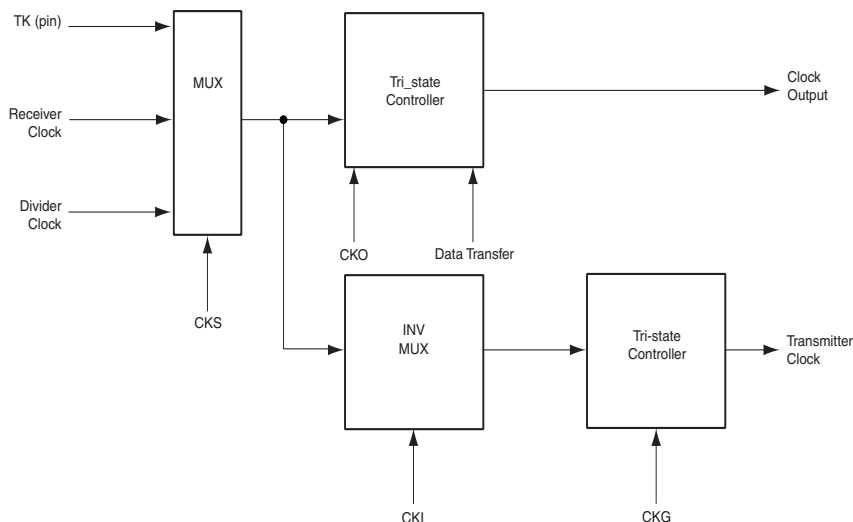 TK (pin)
MUX
Tri_state
Controller
Clock
Output
Receiver
Clock
Divider
Clock
CKO
Data Transfer
CKS
INV
MUX
Tri-state
Controller
Transmitter
Clock
CKI
CKG